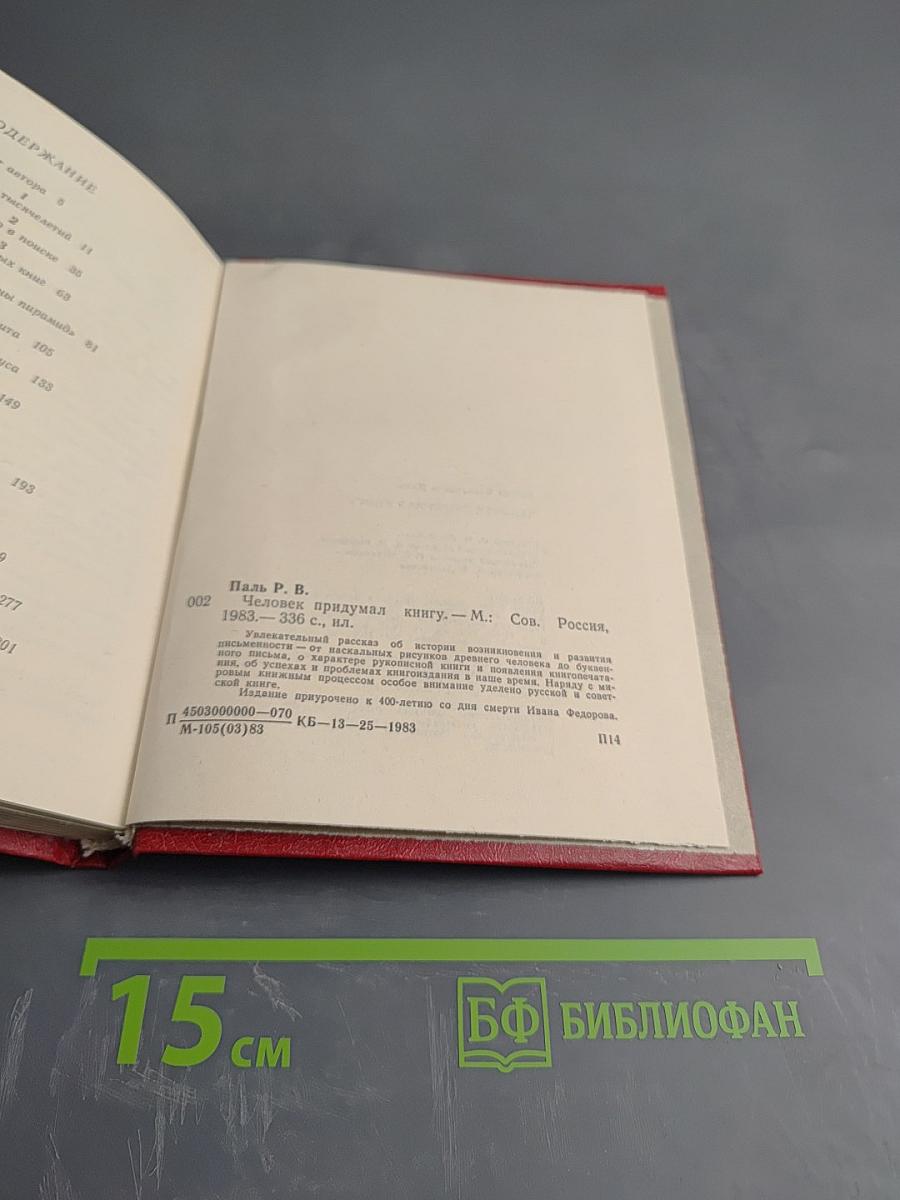 СОДЕРЖАНИЕ
автора 5
1
тысячелетий 11
2
в поиске 35
3
книг 63
пирамид» 81
105
133
149
193
277
Паль Р. В.
002 Человек придумал книгу. — М.: Сов. Россия,
1983.— 336 с., ил.
Увлекательный рассказ об истории возникновения и развития
письменности — от наскальных рисунков древнего человека до буквен-
ного письма, о характере рукописной книги и появления книгопечата-
ния, об успехах и проблемах книгоиздания в наше время. Наряду с ми-
ровым книжным процессом особое внимание уделено русской и совет-
ской книге.
Издание приурочено к 400-летию со дня смерти Ивана Федорова.
П 4503000000—070 КБ—13—25—1983
М-105(03)83
П14
15 см
БФ БИБЛИОФАН